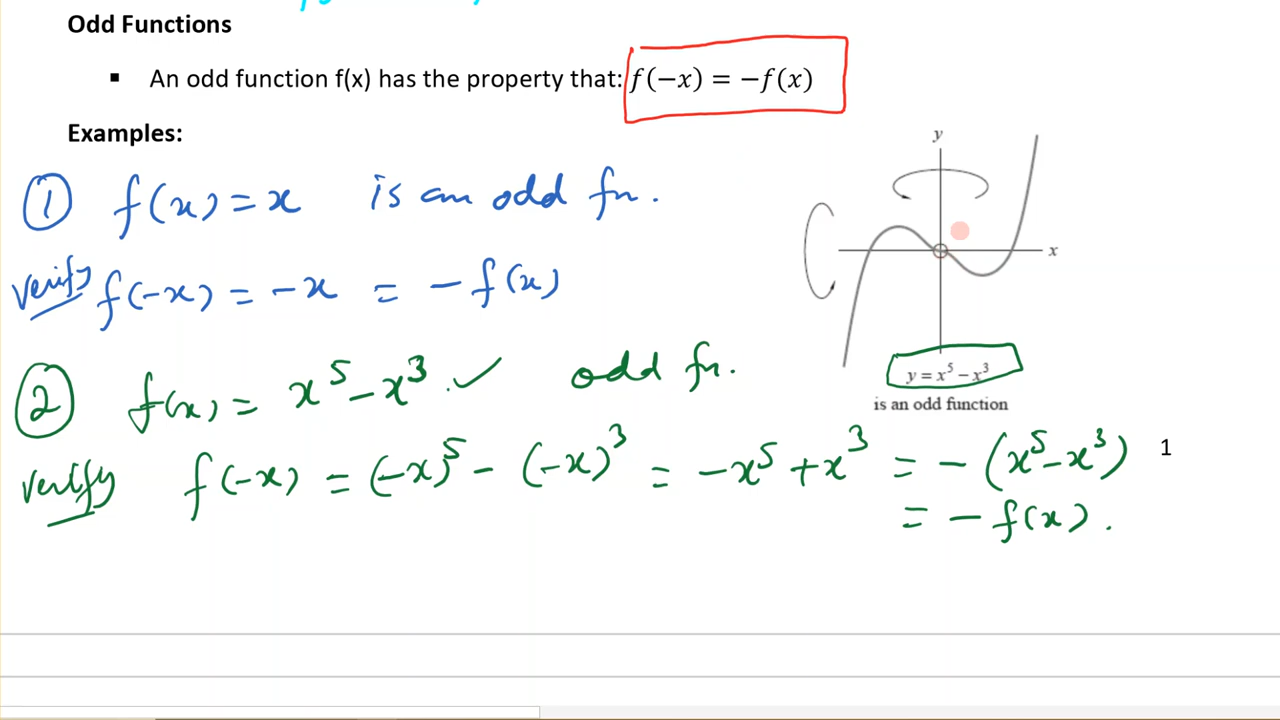 Odd Functions
▪ An odd function f(x) has the property that: f(−x) = −f(x)
Examples:
① f(x) = x is an odd fn.
verify f(-x) = -x = - f(x)
② f(x) = x⁵ - x³ . ✓ odd fn.
verify f(-x) = (-x)⁵ - (-x)³ = -x⁵ + x³ = - (x⁵ - x³)
= - f(x) .
y
x
y = x⁵ − x³
is an odd function
1